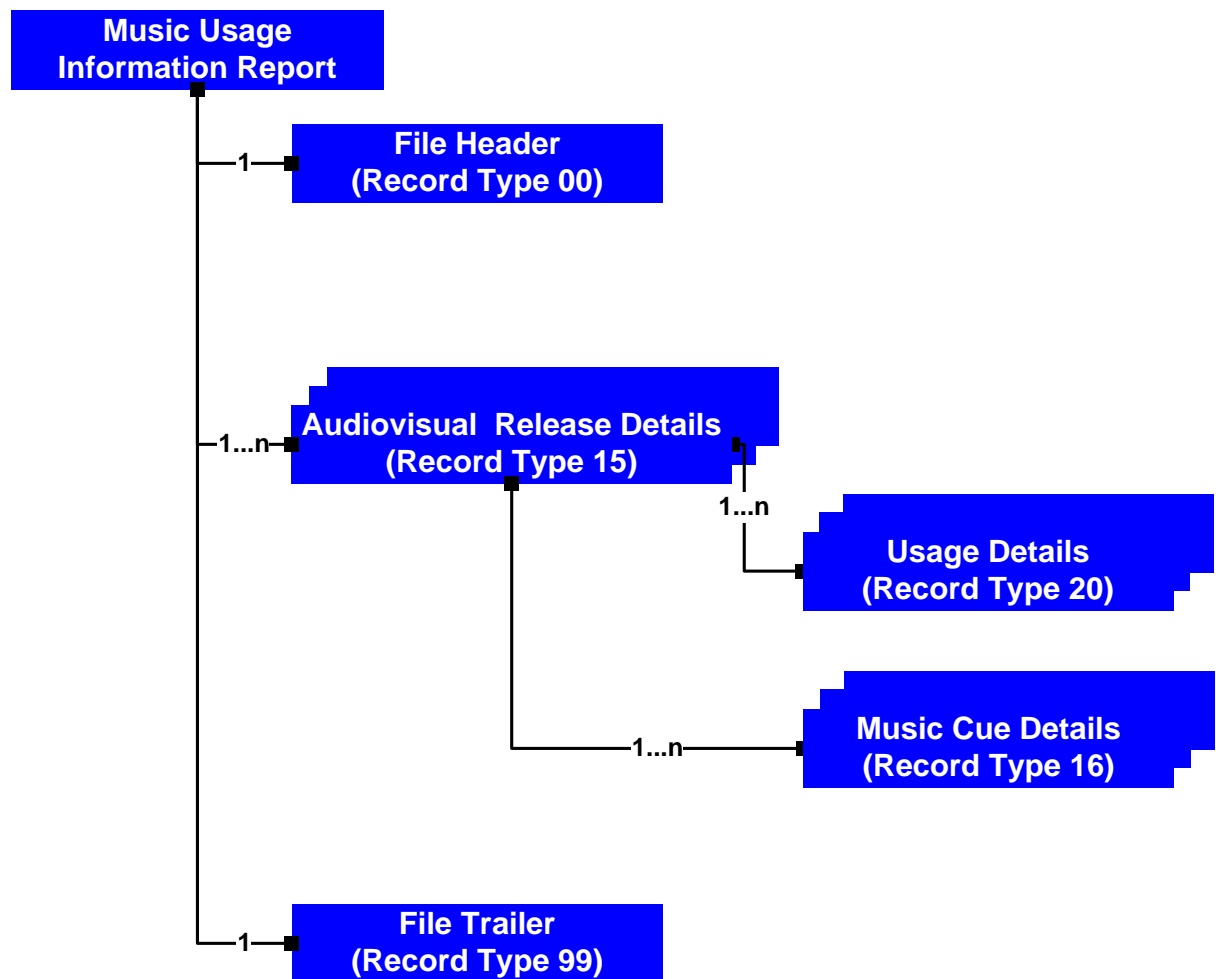 Music Usage
Information Report
File Header
(Record Type 00)
1
Audiovisual  Release Details
(Record Type 15)
1...n
1...n
Usage Details
(Record Type 20)
Music Cue Details
(Record Type 16)
1...n
File Trailer
(Record Type 99)
1